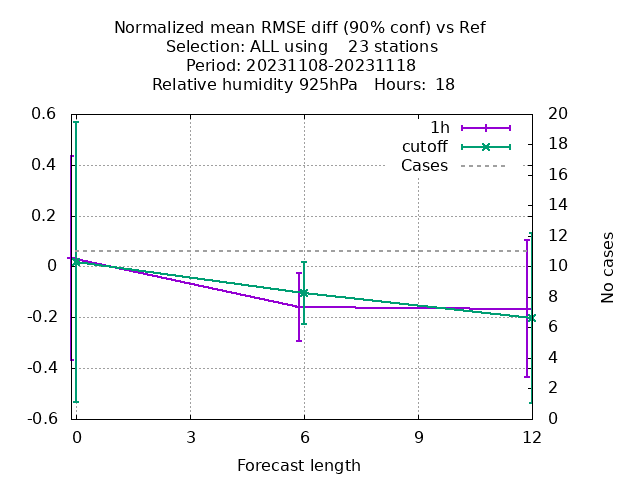 Normalized mean RMSE diff (90% conf) vs Ref
Selection: ALL using    23 stations
Period: 20231108-20231118
Relative humidity 925hPa   Hours:  18
0.6
0.4
0.2
0
-0.2
-0.4
-0.6
20
18
16
14
12
10
8
6
4
2
0
1h
cutoff
Cases
No cases
0
3
6
9
12
Forecast length